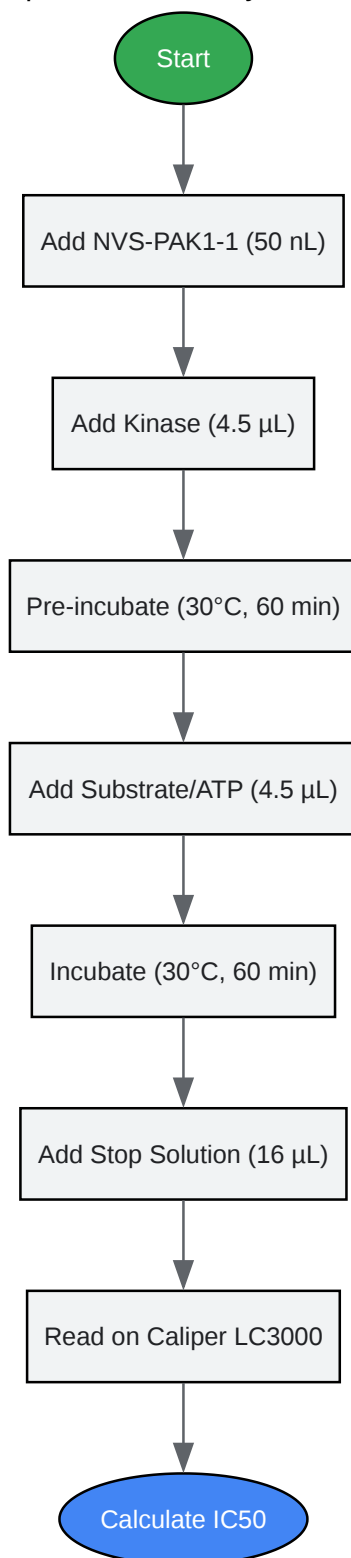 Start
Add NVS-PAK1-1 (50 nL)
Add Kinase (4.5 µL)
Pre-incubate (30°C, 60 min)
Add Substrate/ATP (4.5 µL)
Incubate (30°C, 60 min)
Add Stop Solution (16 µL)
Read on Caliper LC3000
Calculate IC50